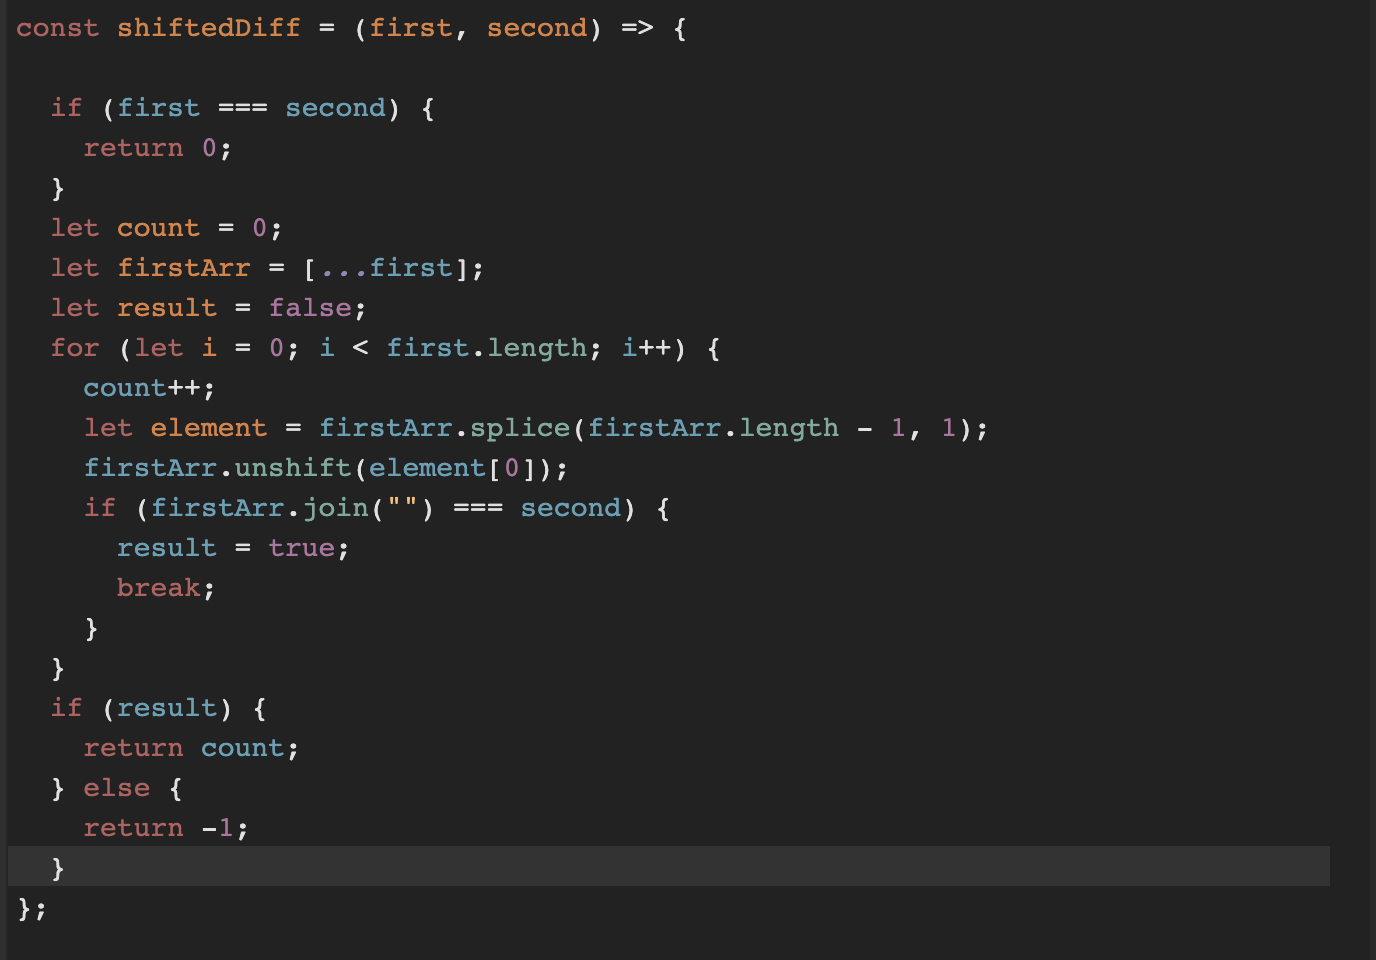 const shiftedDiff = (first, second) => {
if (first === second) {
return 0;
}
let count = 0;
let firstArr = [...first];
let result = false;
for (let i = 0; i < first.length; i++) {
count++;
let element = firstArr.splice(firstArr.length - 1, 1);
firstArr.unshift(element[0]);
if (firstArr.join("") === second) {
result = true;
break;
}
}
if (result) {
return count;
} else {
return -1;
}
};